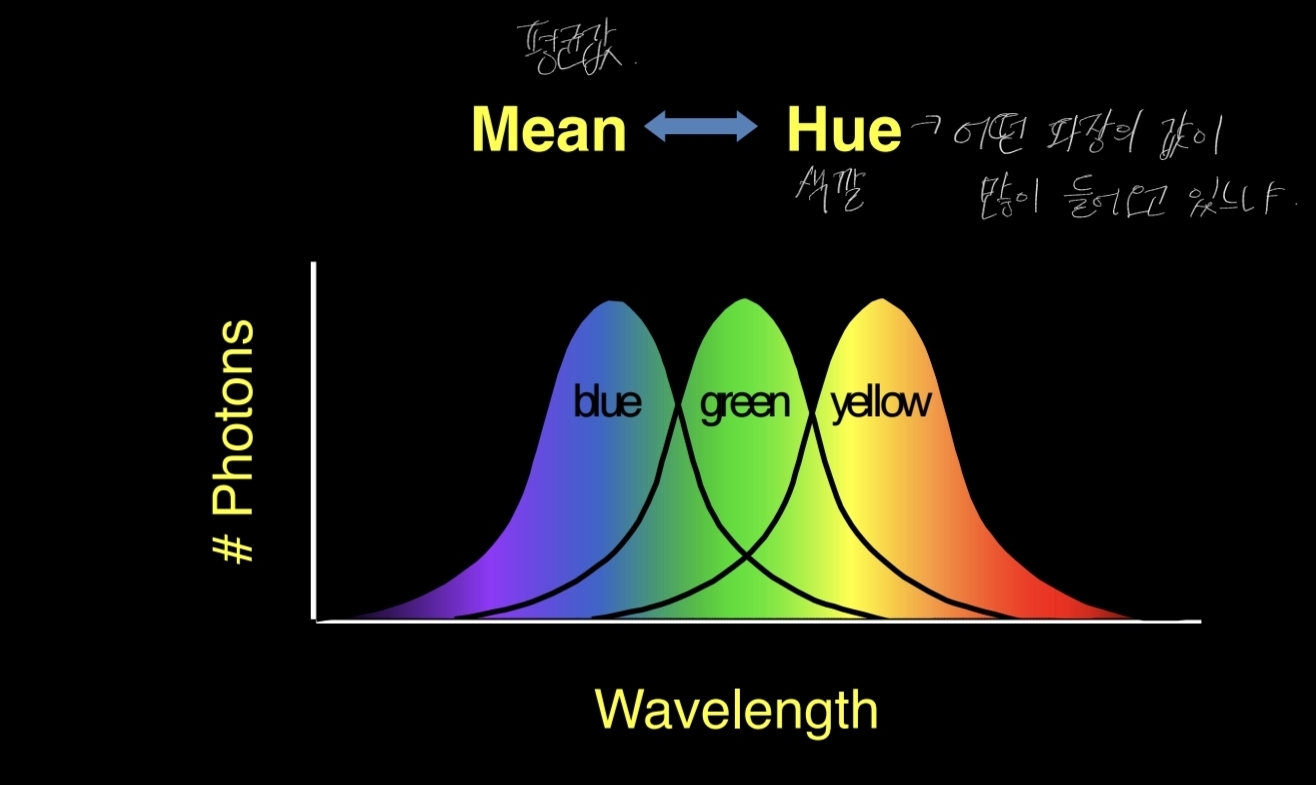 평균값.
Mean ↔ Hue → 어떤 파장의 값이
색깔 많이 들어오고 있느냐.
blue green yellow
# Photons
Wavelength